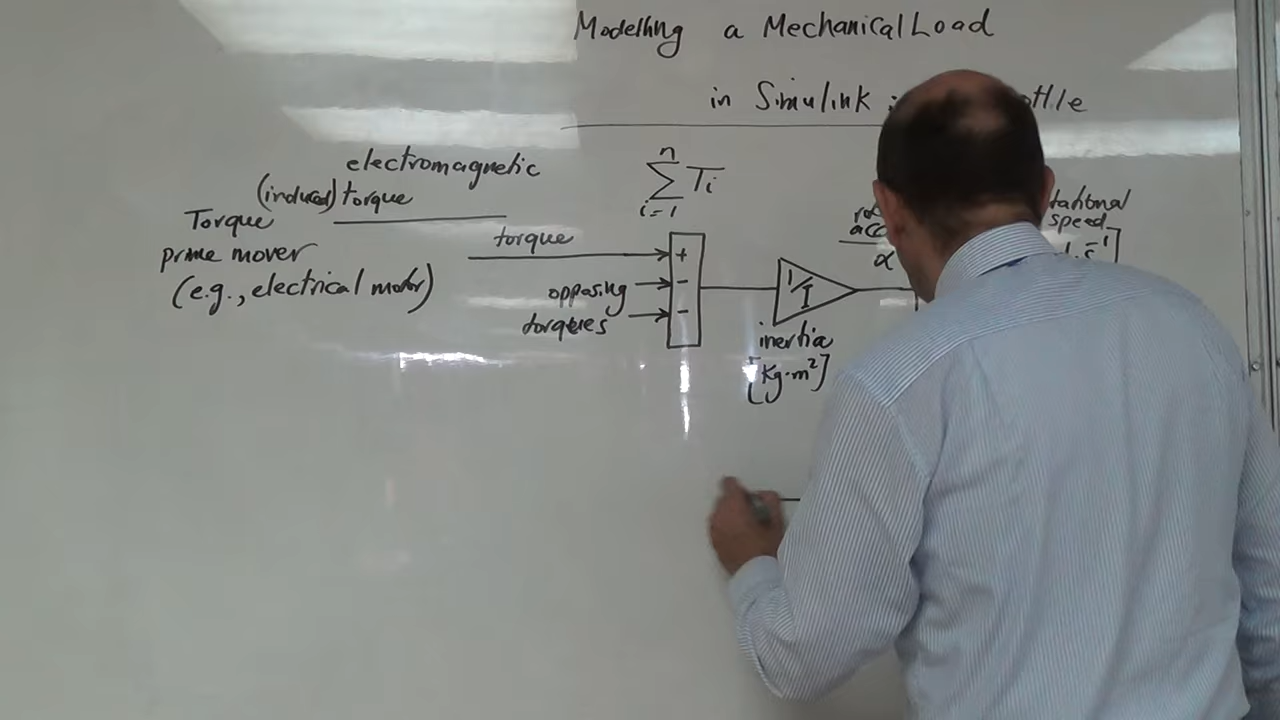 Modelling a Mechanical Load
in Simulink :
electromagnetic
(induced) torque
Torque
prime mover
(e.g., electrical motor)
n
∑ Ti
i=1
torque
+
-
-
opposing
torques
1/I
inertia
[Kg·m²]
α
speed